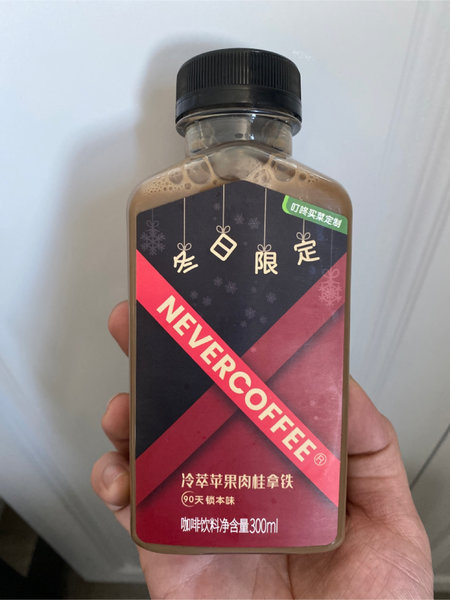 叮咚买菜定制
冬日限定
NEVERCOFFEE®
冷萃苹果肉桂拿铁
90天 锁本味
咖啡饮料净含量300ml